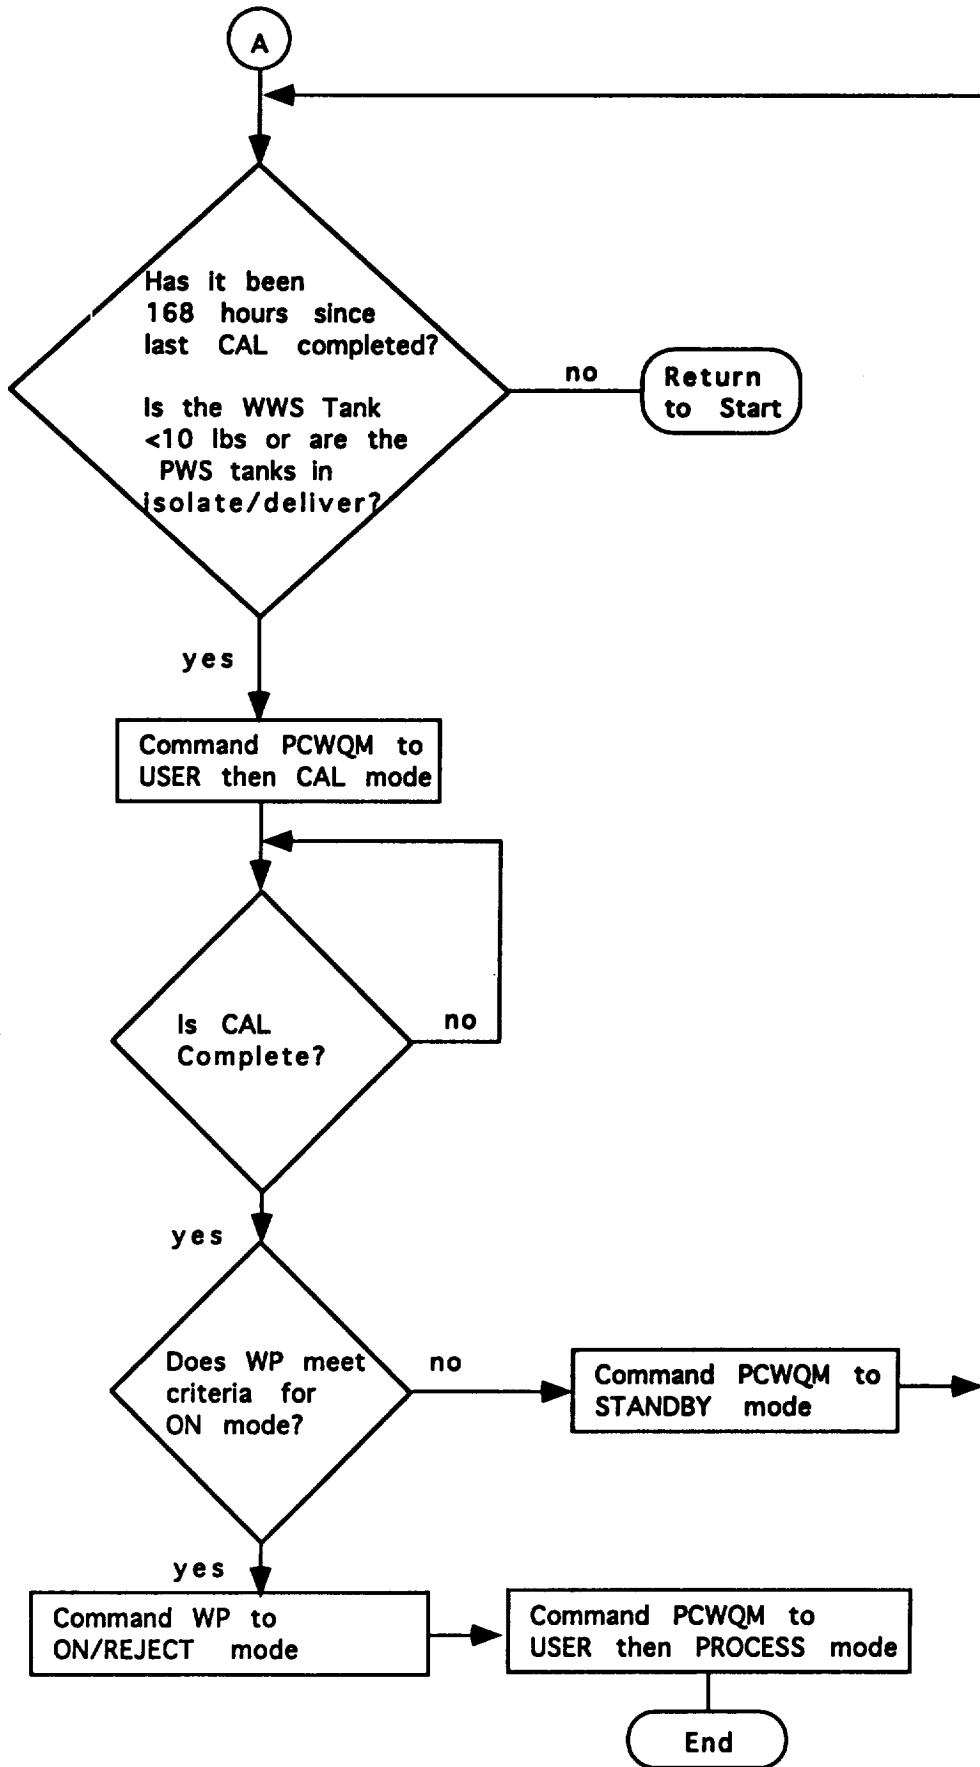 A
Has it been
168 hours since
last CAL completed?
Is the WWS Tank
<10 lbs or are the
PWS tanks in
isolate/deliver?
no
Return
to Start
yes
Command PCWQM to
USER then CAL mode
Is CAL
Complete?
no
yes
Does WP meet
criteria for
ON mode?
no
Command PCWQM to
STANDBY mode
yes
Command WP to
ON/REJECT mode
Command PCWQM to
USER then PROCESS mode
End